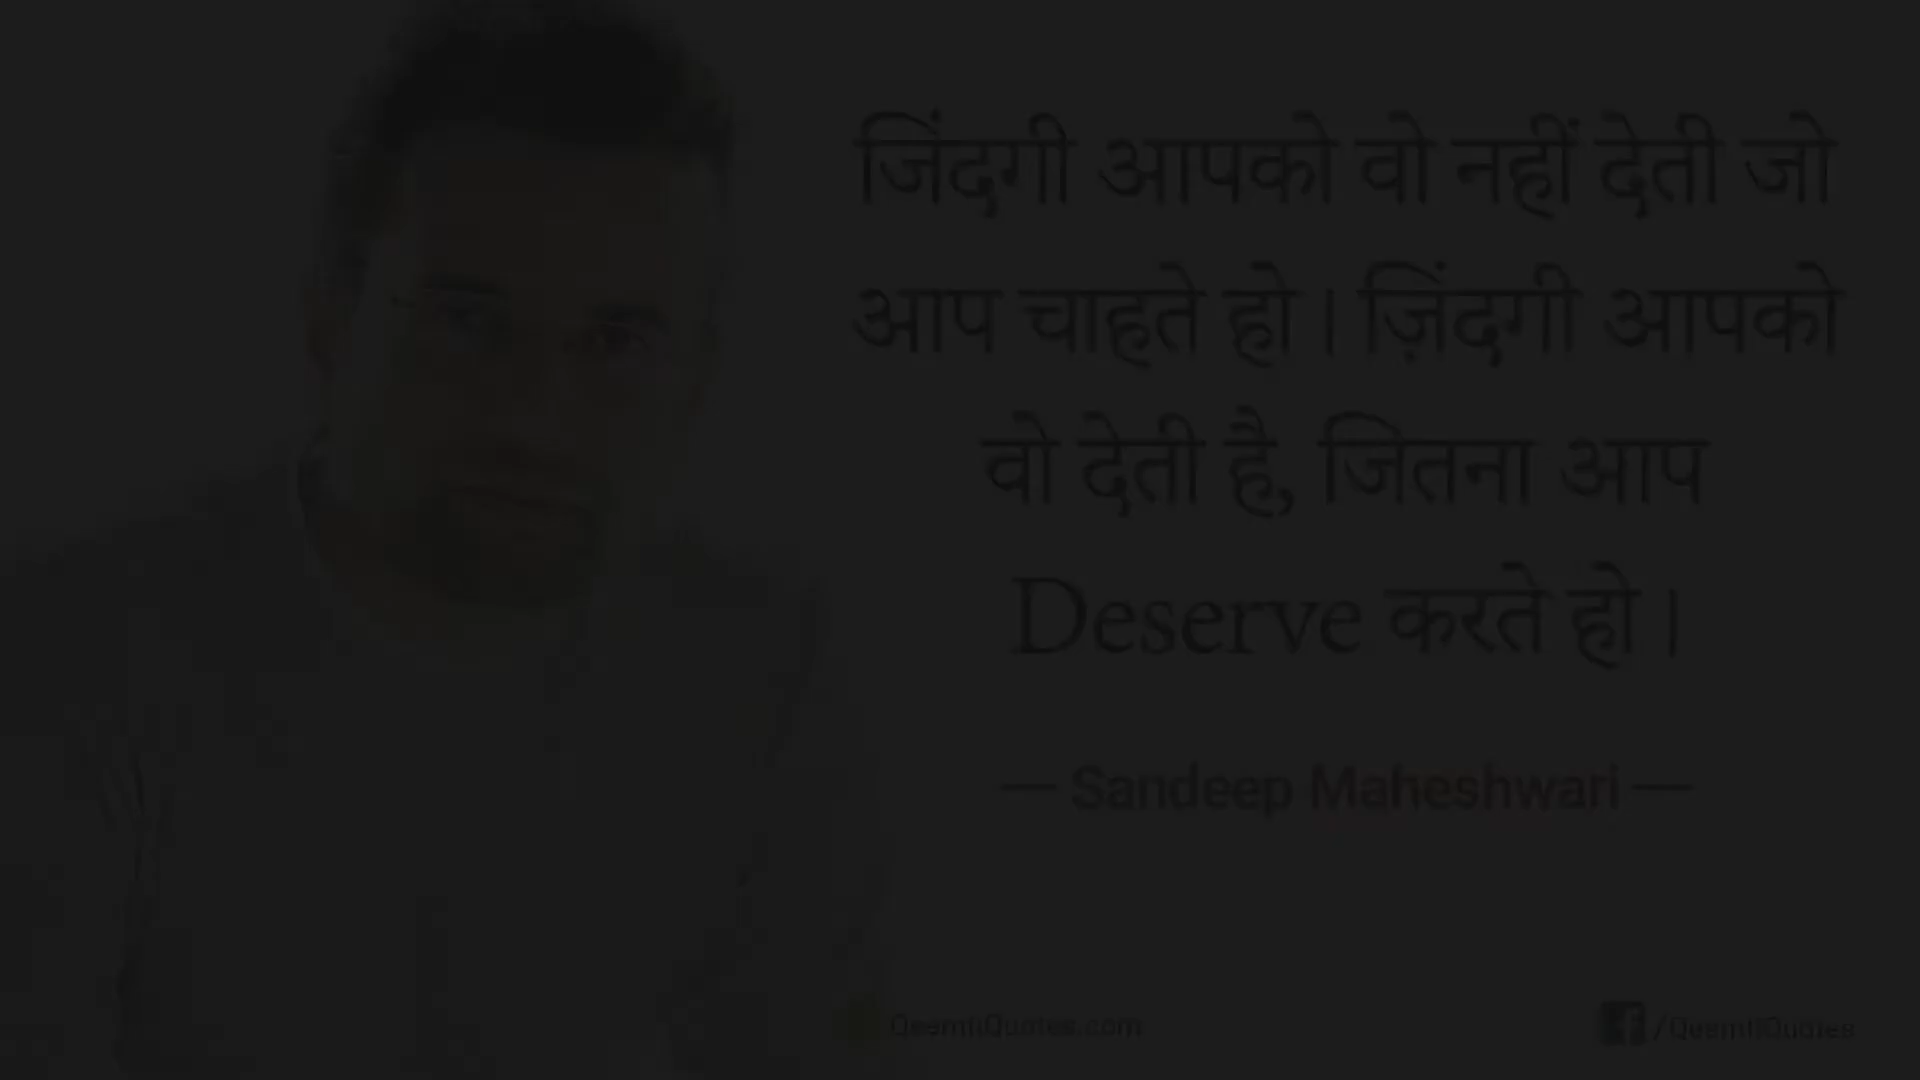 जिंदगी आपको वो नहीं देती जो
आप चाहते हो। ज़िंदगी आपको
वो देती है, जितना आप
Deserve करते हो।
— Sandeep Maheshwari —
QeemtiQuotes.com
/QeemtiQuotes